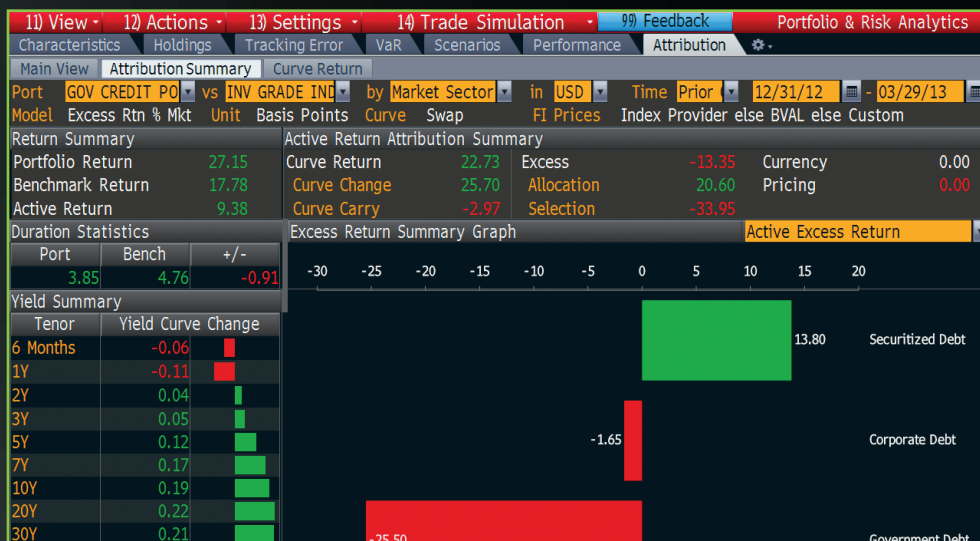 11) View 12) Actions 13) Settings 14) Trade Simulation 99) Feedback Portfolio & Risk Analytics
Characteristics Holdings Tracking Error VaR Scenarios Performance Attribution
Main View Attribution Summary Curve Return
Port GOV CREDIT PO vs INV GRADE IND by Market Sector in USD Time Prior 12/31/12 - 03/29/13
Model Excess Rtn % Mkt Unit Basis Points Curve Swap FI Prices Index Provider else BVAL else Custom
Return Summary
Portfolio Return 27.15
Benchmark Return 17.78
Active Return 9.38
Active Return Attribution Summary
Curve Return 22.73 Excess -13.35 Currency 0.00
Curve Change 25.70 Allocation 20.60 Pricing 0.00
Curve Carry -2.97 Selection -33.95
Duration Statistics
Port Bench +/-
3.85 4.76 -0.91
Yield Summary
Tenor Yield Curve Change
6 Months -0.06
1Y -0.11
2Y 0.04
3Y 0.05
5Y 0.12
7Y 0.17
10Y 0.19
20Y 0.22
30Y 0.21
Excess Return Summary Graph Active Excess Return
-30 -25 -20 -15 -10 -5 0 5 10 15 20
13.80 Securitized Debt
-1.65 Corporate Debt
-25.50 Government Debt